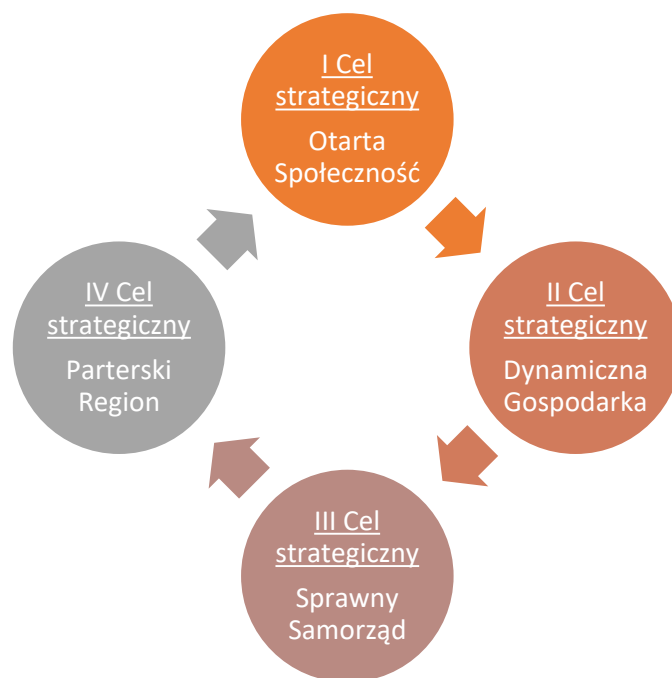 I Cel
strategiczny
Otarta
Społeczność
II Cel
strategiczny
Dynamiczna
Gospodarka
III Cel
strategiczny
Sprawny
Samorząd
IV Cel
strategiczny
Parterski
Region